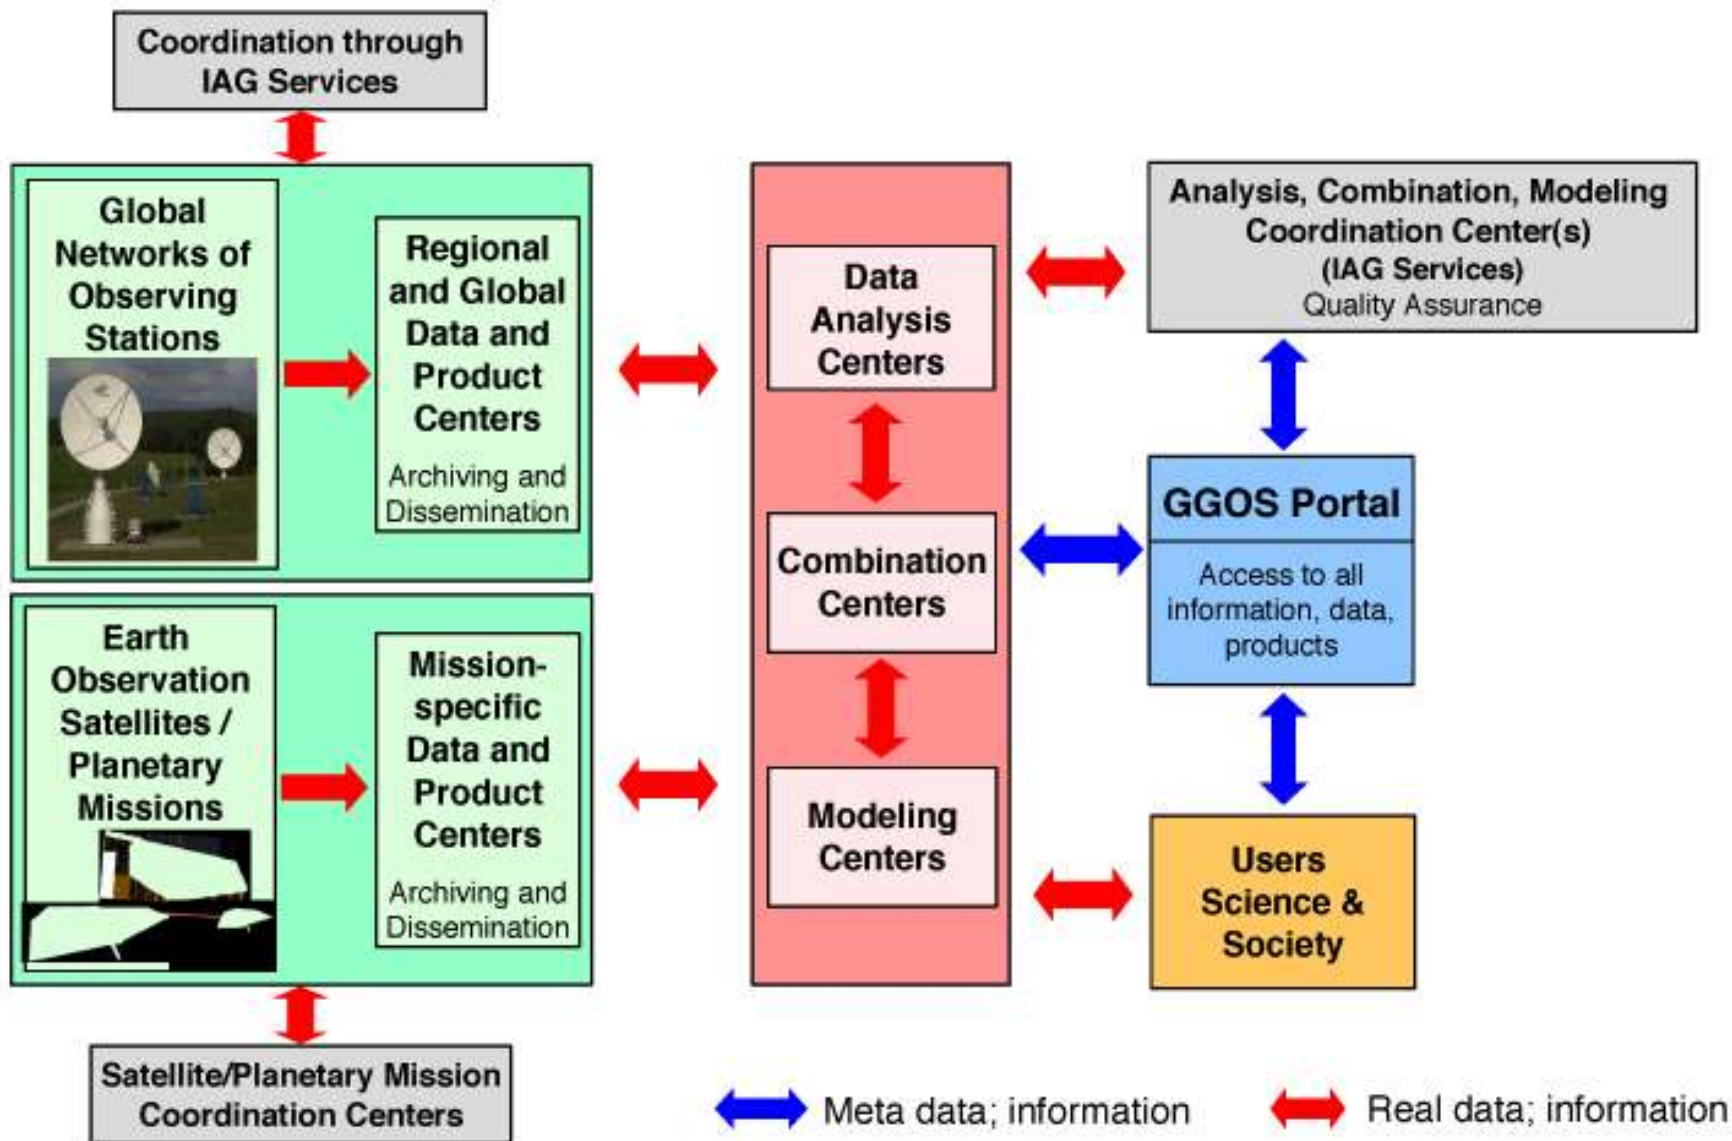 Coordination through
IAG Services
Global
Networks of
Observing
Stations
Regional
and Global
Data and
Product
Centers
Archiving and
Dissemination
Earth
Observation
Satellites /
Planetary
Missions
Mission-
specific
Data and
Product
Centers
Archiving and
Dissemination
Satellite/Planetary Mission
Coordination Centers
Data
Analysis
Centers
Combination
Centers
Modeling
Centers
Analysis, Combination, Modeling
Coordination Center(s)
(IAG Services)
Quality Assurance
GGOS Portal
Access to all
information, data,
products
Users
Science &
Society
Meta data; information
Real data; information